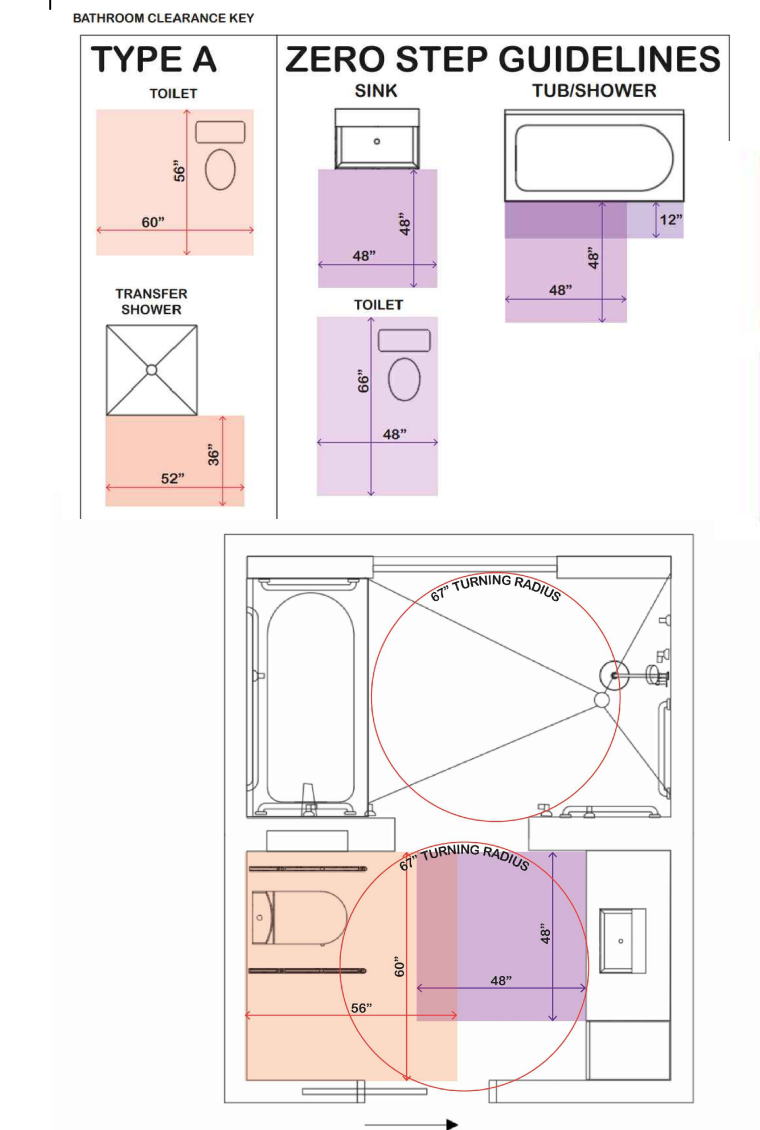 BATHROOM CLEARANCE KEY
TYPE A
TOILET
56”
60”
TRANSFER
SHOWER
36”
52”
ZERO STEP GUIDELINES
SINK
48”
48”
TUB/SHOWER
12”
48”
48”
TOILET
66”
48”
67” TURNING RADIUS
67” TURNING RADIUS
60”
56”
48”
48”